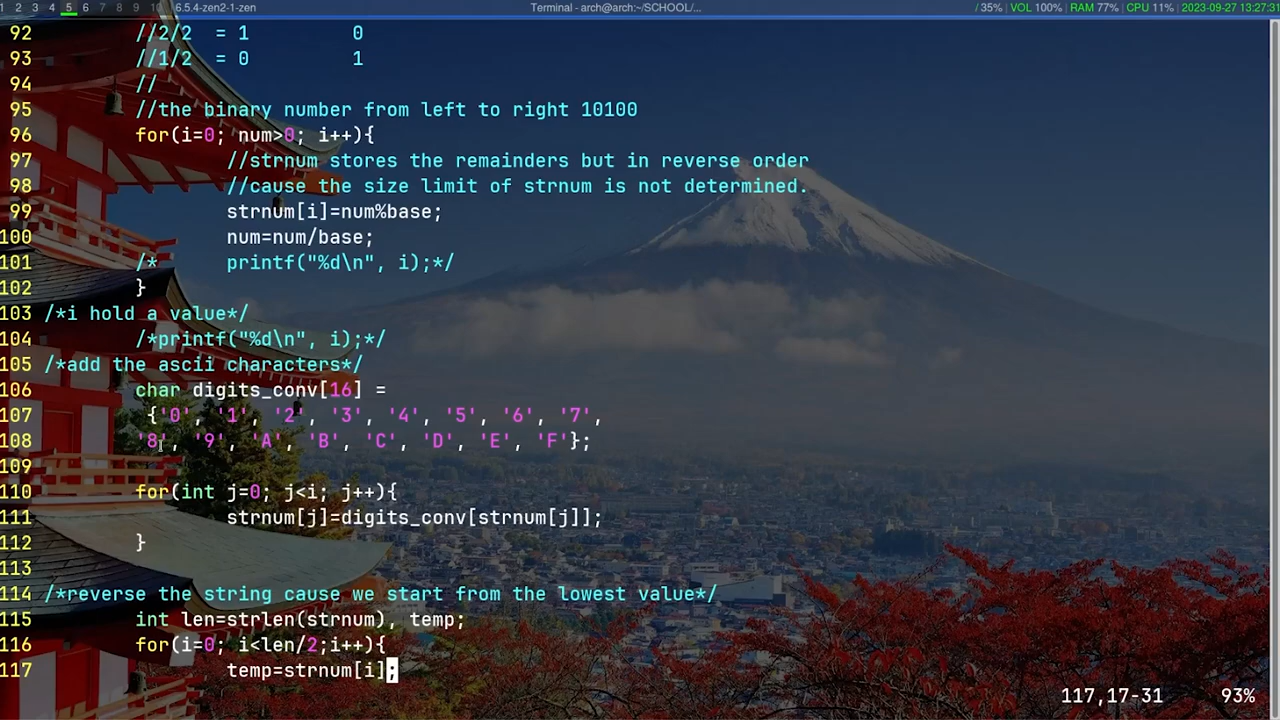 1 2 3 4 5 6 7 8 9 10 6.5.4-zen2-1-zen Terminal - arch@arch:~/SCHOOL/... / 35% | VOL 100% | RAM 77% | CPU 11% | 2023-09-27 13:27:31
92 //2/2 = 1 0
93 //1/2 = 0 1
94 //
95 //the binary number from left to right 10100
96 for(i=0; num>0; i++){
97 //strnum stores the remainders but in reverse order
98 //cause the size limit of strnum is not determined.
99 strnum[i]=num%base;
100 num=num/base;
101 /* printf("%d\n", i);*/
102 }
103 /*i hold a value*/
104 /*printf("%d\n", i);*/
105 /*add the ascii characters*/
106 char digits_conv[16] =
107 {'0', '1', '2', '3', '4', '5', '6', '7',
108 '8', '9', 'A', 'B', 'C', 'D', 'E', 'F'};
109
110 for(int j=0; j<i; j++){
111 strnum[j]=digits_conv[strnum[j]];
112 }
113
114 /*reverse the string cause we start from the lowest value*/
115 int len=strlen(strnum), temp;
116 for(i=0; i<len/2;i++){
117 temp=strnum[i];
117,17-31 93%